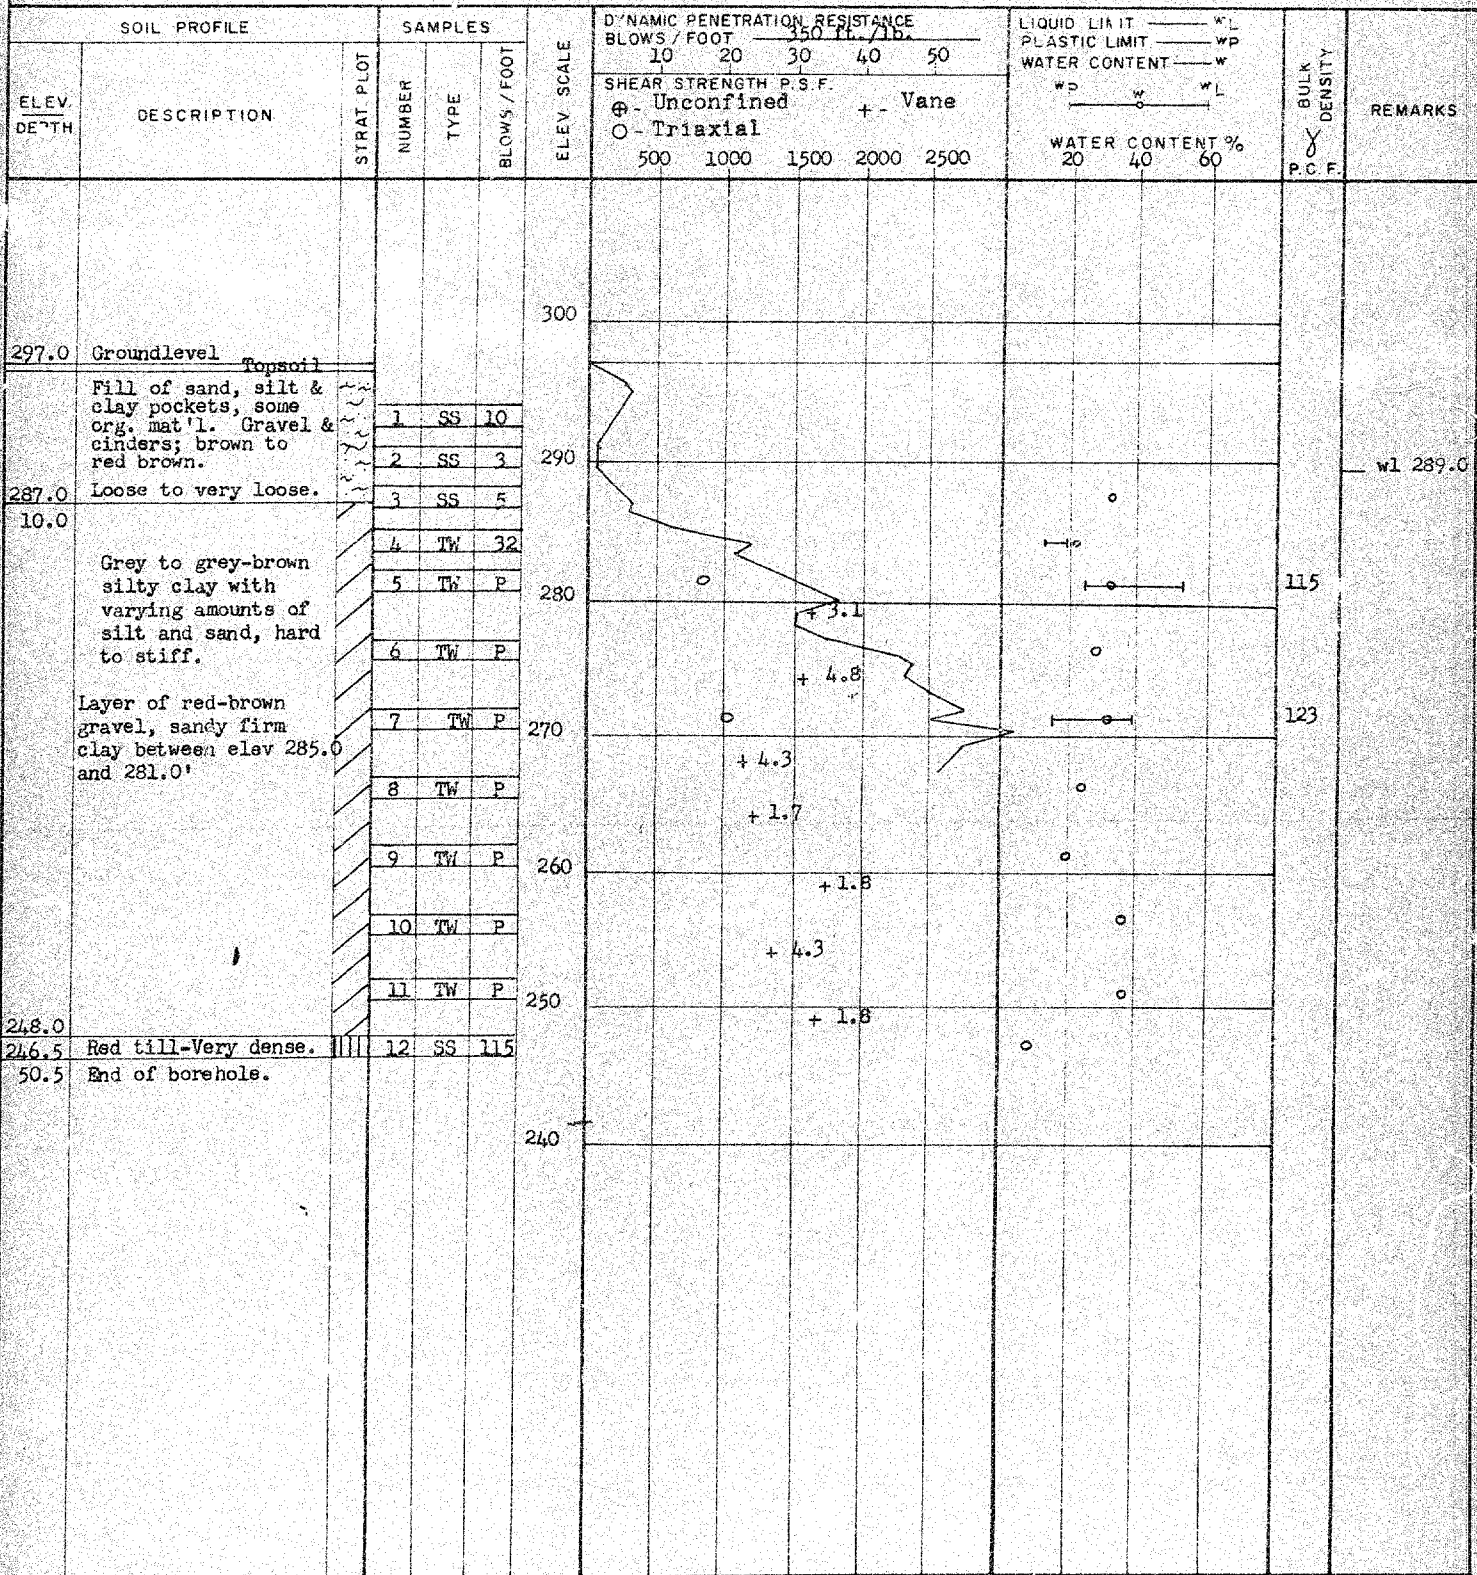 SOIL PROFILE
SAMPLES
ELEV.
DEPTH
DESCRIPTION
STRAT PLOT
NUMBER
TYPE
BLOWS / FOOT
ELEV SCALE
DYNAMIC PENETRATION RESISTANCE
BLOWS / FOOT 350 ft./lb.
10 20 30 40 50
SHEAR STRENGTH P.S.F.
⊕ - Unconfined + - Vane
O - Triaxial
500 1000 1500 2000 2500
LIQUID LIMIT wL
PLASTIC LIMIT wP
WATER CONTENT w
wP w wL
WATER CONTENT %
20 40 60
BULK DENSITY
γ
P.C.F.
REMARKS
300
297.0 Groundlevel
Topsoil
Fill of sand, silt &
clay pockets, some
org. mat'l. Gravel &
cinders; brown to
red brown.
Loose to very loose.
1 SS 10
2 SS 3
290
wl 289.0
287.0
3 SS 5
10.0
4 TW 32
Grey to grey-brown
silty clay with
varying amounts of
silt and sand, hard
to stiff.
5 TW P
115
280
+ 3.1
6 TW P
+ 4.8
Layer of red-brown
gravel, sandy firm
clay between elev 285.0
and 281.0'
7 TW P
123
270
+ 4.3
8 TW P
+ 1.7
9 TW P
260
+ 1.8
10 TW P
+ 4.3
11 TW P
250
+ 1.8
248.0
246.5 Red till-Very dense. 12 SS 115
50.5 End of borehole.
240